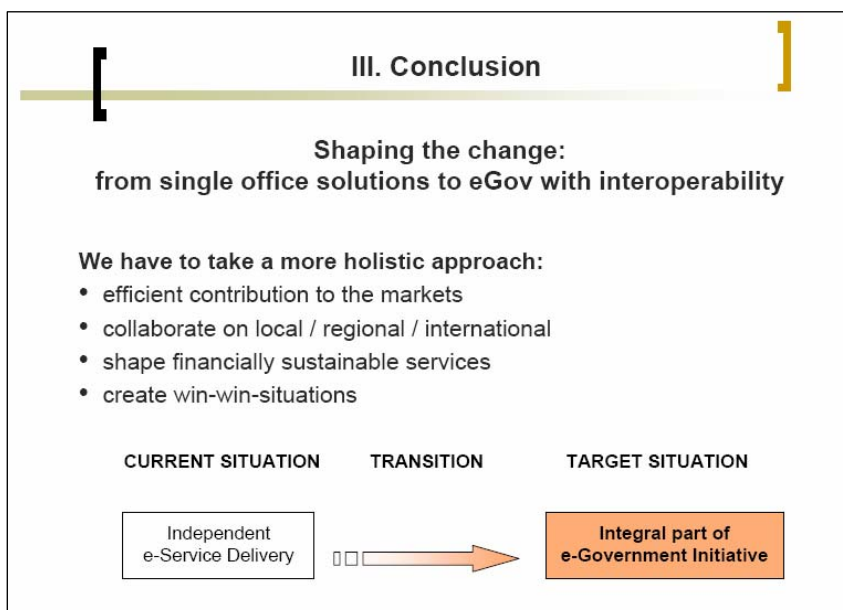 III. Conclusion
Shaping the change:
from single office solutions to eGov with interoperability
We have to take a more holistic approach:
• efficient contribution to the markets
• collaborate on local / regional / international
• shape financially sustainable services
• create win-win-situations
CURRENT SITUATION TRANSITION TARGET SITUATION
Independent
e-Service Delivery
Integral part of
e-Government Initiative